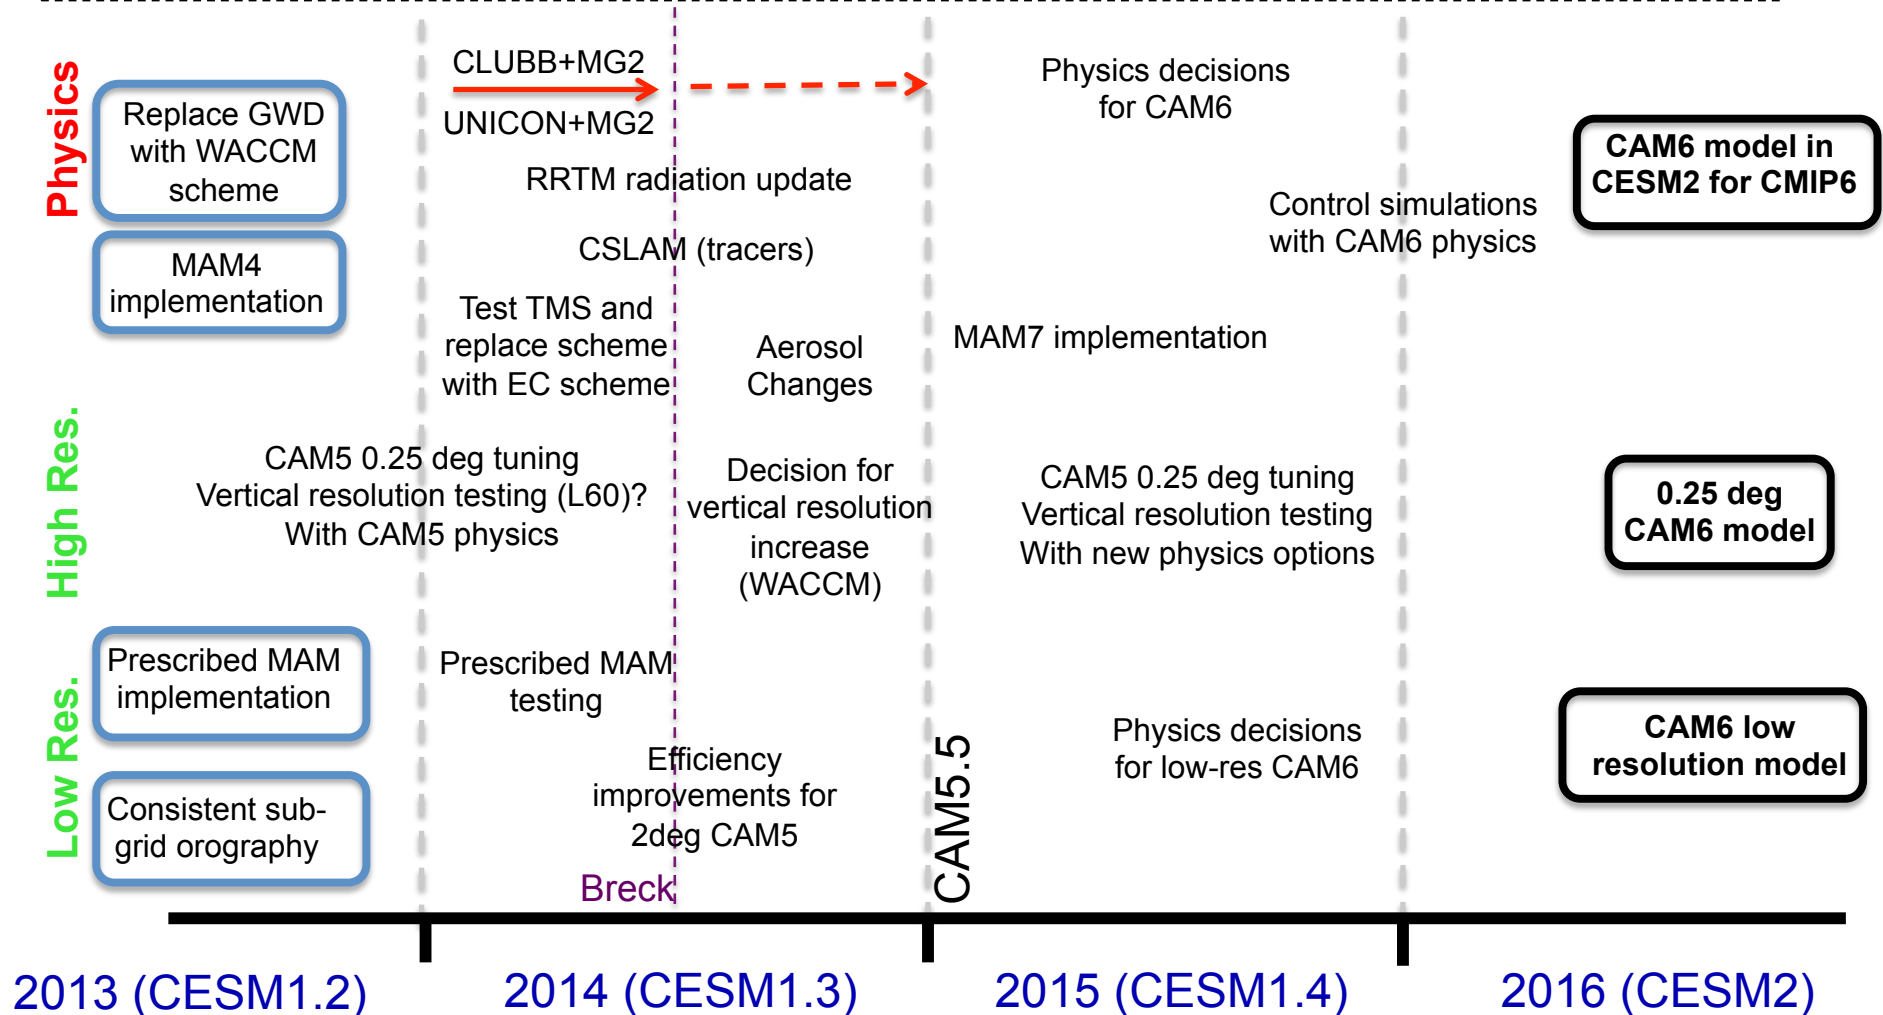 Physics
Replace GWD
with WACCM
scheme
MAM4
implementation
CLUBB+MG2
UNICON+MG2
RRTM radiation update
CSLAM (tracers)
Test TMS and
replace scheme
with EC scheme
Aerosol
Changes
Physics decisions
for CAM6
Control simulations
with CAM6 physics
MAM7 implementation
CAM6 model in
CESM2 for CMIP6
High Res.
CAM5 0.25 deg tuning
Vertical resolution testing (L60)?
With CAM5 physics
Decision for
vertical resolution
increase
(WACCM)
CAM5 0.25 deg tuning
Vertical resolution testing
With new physics options
0.25 deg
CAM6 model
Low Res.
Prescribed MAM
implementation
Consistent sub-
grid orography
Prescribed MAM
testing
Efficiency
improvements for
2deg CAM5
Breck
CAM5.5
Physics decisions
for low-res CAM6
CAM6 low
resolution model
2013 (CESM1.2)
2014 (CESM1.3)
2015 (CESM1.4)
2016 (CESM2)